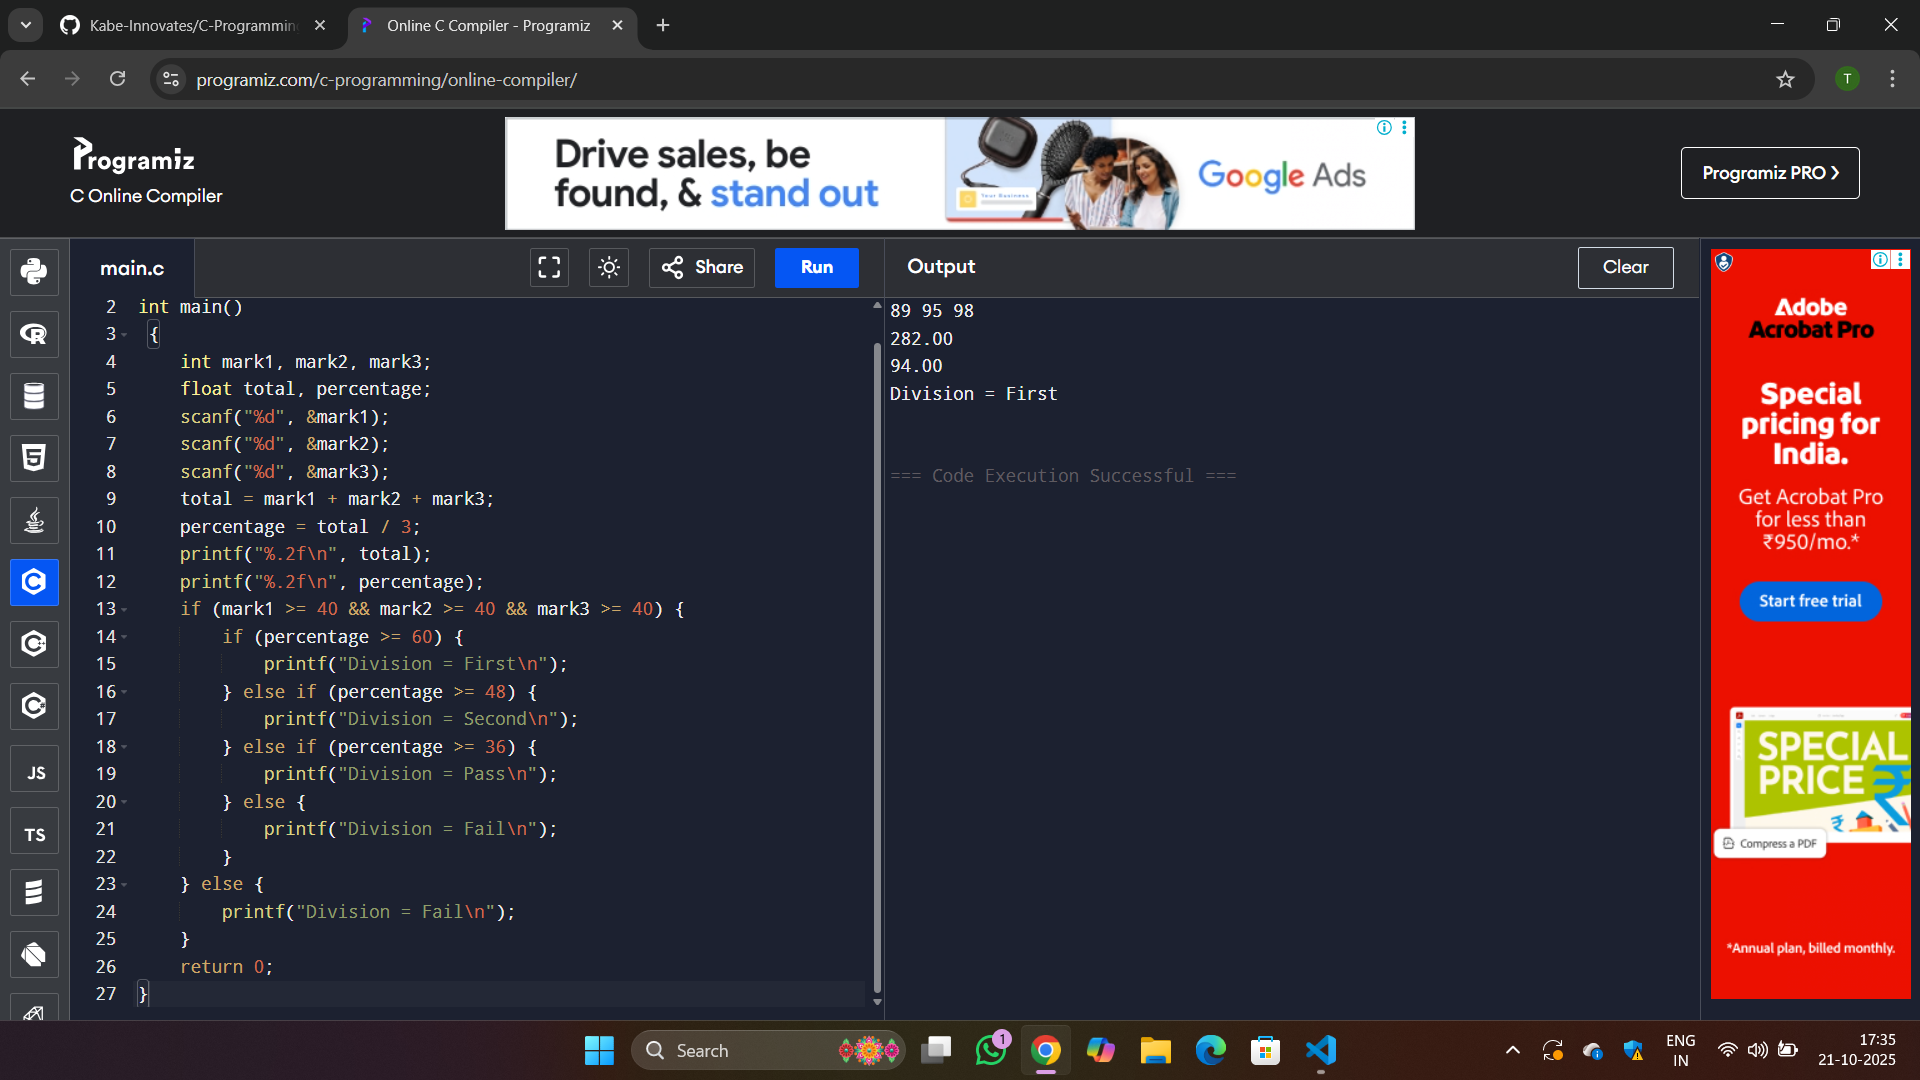 Kabe-Innovates/C-Programmin
Online C Compiler - Programiz
programiz.com/c-programming/online-compiler/
T
Programiz
C Online Compiler
Drive sales, be
found, & stand out
Your Business
Google Ads
Programiz PRO ❯
main.c
Share
Run
Output
Clear
2 int main()
3 {
4 int mark1, mark2, mark3;
5 float total, percentage;
6 scanf("%d", &mark1);
7 scanf("%d", &mark2);
8 scanf("%d", &mark3);
9 total = mark1 + mark2 + mark3;
10 percentage = total / 3;
11 printf("%.2f\n", total);
12 printf("%.2f\n", percentage);
13 if (mark1 >= 40 && mark2 >= 40 && mark3 >= 40) {
14 if (percentage >= 60) {
15 printf("Division = First\n");
16 } else if (percentage >= 48) {
17 printf("Division = Second\n");
18 } else if (percentage >= 36) {
19 printf("Division = Pass\n");
20 } else {
21 printf("Division = Fail\n");
22 }
23 } else {
24 printf("Division = Fail\n");
25 }
26 return 0;
27 }
89 95 98
282.00
94.00
Division = First
=== Code Execution Successful ===
JS
TS
Adobe
Acrobat Pro
Special
pricing for
India.
Get Acrobat Pro
for less than
₹950/mo.*
Start free trial
SPECIAL
PRICE ₹
₹
Compress a PDF
*Annual plan, billed monthly.
Search
1
ENG
IN
17:35
21-10-2025